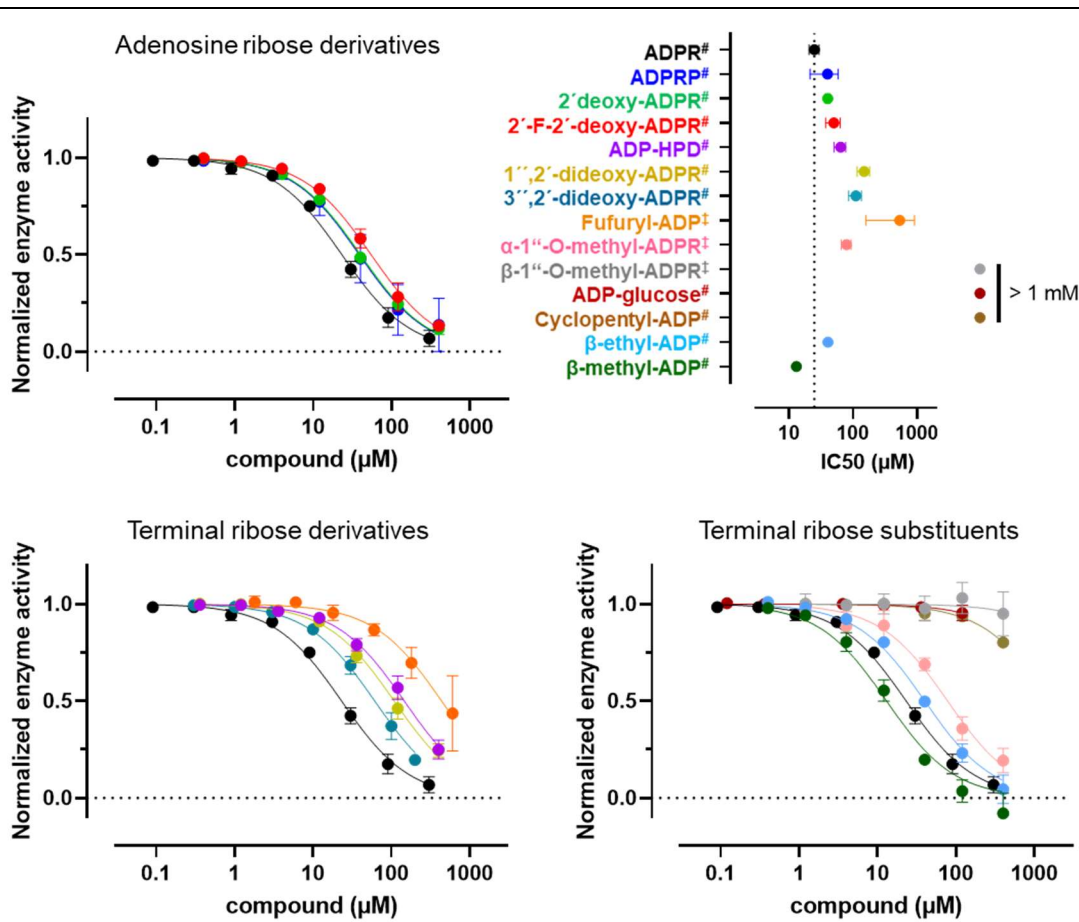 Adenosine ribose derivatives
Normalized enzyme activity
1.0
0.5
0.0
0.1 1 10 100 1000
compound (µM)
ADPR#
ADPRP#
2´deoxy-ADPR#
2´-F-2´-deoxy-ADPR#
ADP-HPD#
1´´,2´-dideoxy-ADPR#
3´´,2´-dideoxy-ADPR#
Fufuryl-ADP‡
α-1“-O-methyl-ADPR‡
β-1“-O-methyl-ADPR‡
ADP-glucose#
Cyclopentyl-ADP#
β-ethyl-ADP#
β-methyl-ADP#
> 1 mM
10 100 1000
IC50 (µM)
Terminal ribose derivatives
Normalized enzyme activity
1.0
0.5
0.0
0.1 1 10 100 1000
compound (µM)
Terminal ribose substituents
Normalized enzyme activity
1.0
0.5
0.0
0.1 1 10 100 1000
compound (µM)